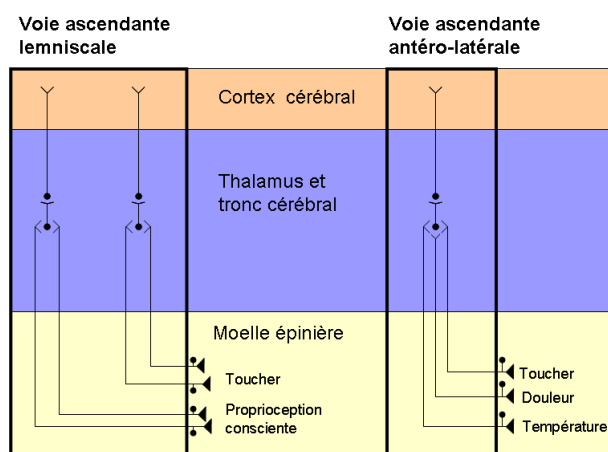 Voie ascendante
lemniscale
Voie ascendante
antéro-latérale
Cortex cérébral
Thalamus et
tronc cérébral
Moelle épinière
Toucher
Proprioception
consciente
Toucher
Douleur
Température